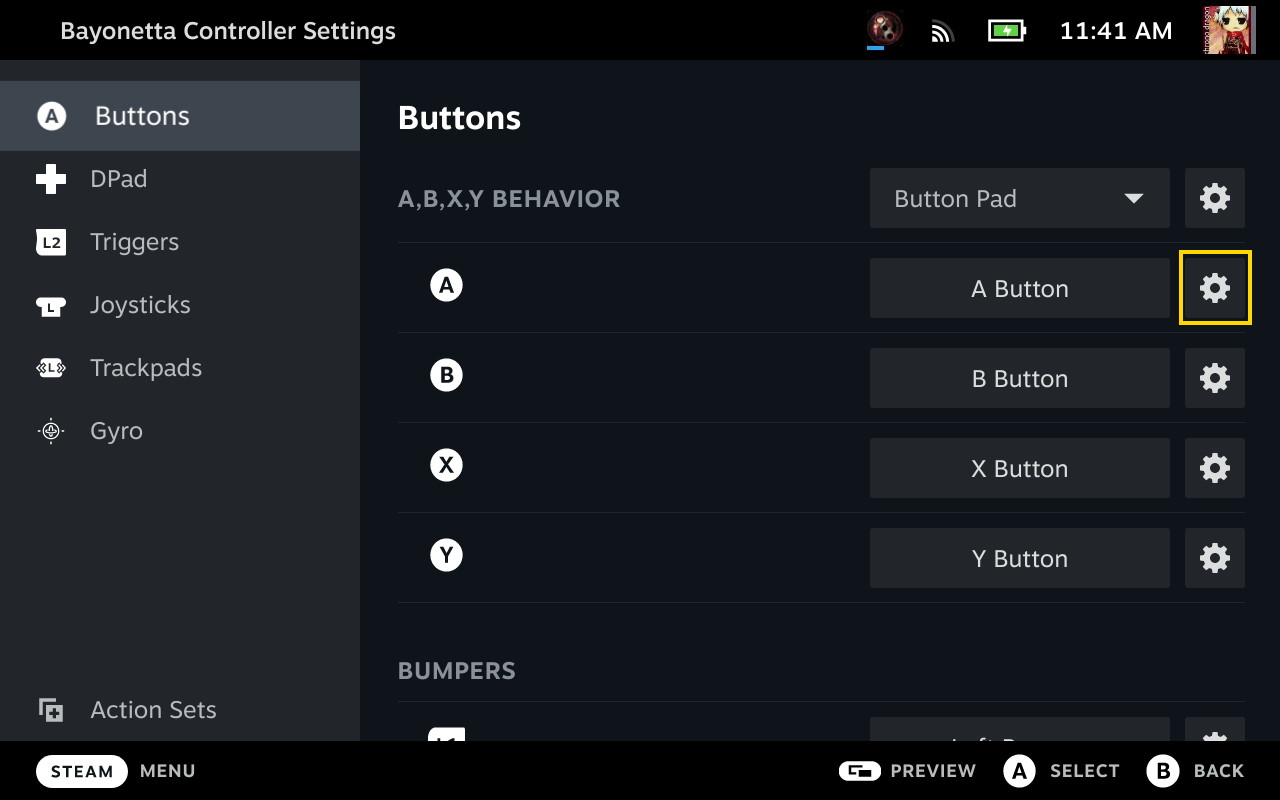 Bayonetta Controller Settings
11:41 AM
A Buttons
DPad
L2 Triggers
L Joysticks
L Trackpads
Gyro
Action Sets
Buttons
A,B,X,Y BEHAVIOR Button Pad
A A Button
B B Button
X X Button
Y Y Button
BUMPERS
STEAM MENU
PREVIEW A SELECT B BACK